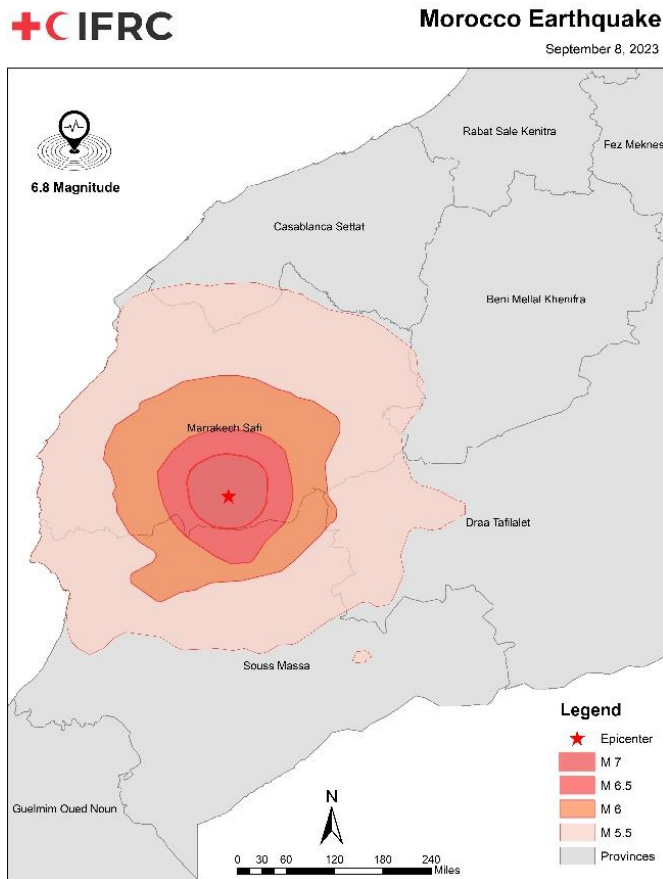 IFRC
Morocco Earthquake
September 8, 2023
6.8 Magnitude
Rabat Sale Kenitra
Fez Meknes
Casablanca Settat
Beni Mellal Khenifra
Marrakech Safi
Draa Tafilalet
Souss Massa
Guelmim Oued Noun
Legend
Epicenter
M 7
M 6.5
M 6
M 5.5
Provinces
N
0 30 60 120 180 240
Miles